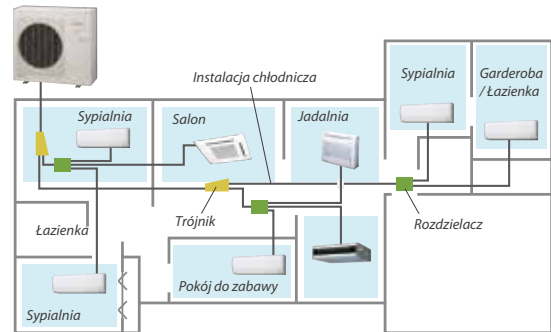 Instalacja chłodnicza
Sypialnia
Garderoba
/ Łazienka
Sypialnia
Salon
Jadalnia
Trójnik
Rozdzielacz
Łazienka
Pokój do zabawy
Sypialnia